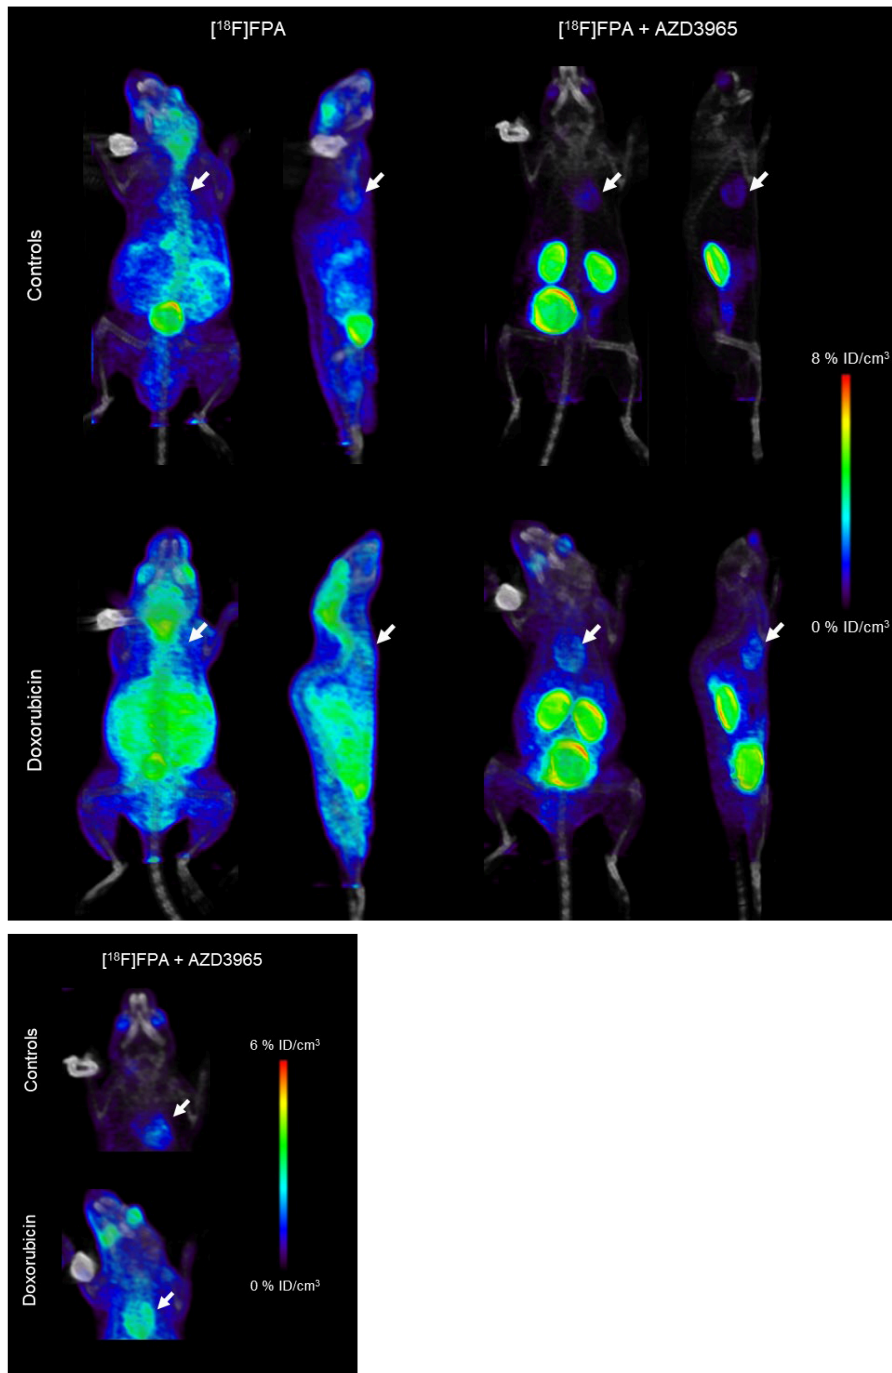 [¹⁸F]FPA
[¹⁸F]FPA + AZD3965
Controls
8 % ID/cm³
0 % ID/cm³
Doxorubicin
[¹⁸F]FPA + AZD3965
Controls
6 % ID/cm³
Doxorubicin
0 % ID/cm³